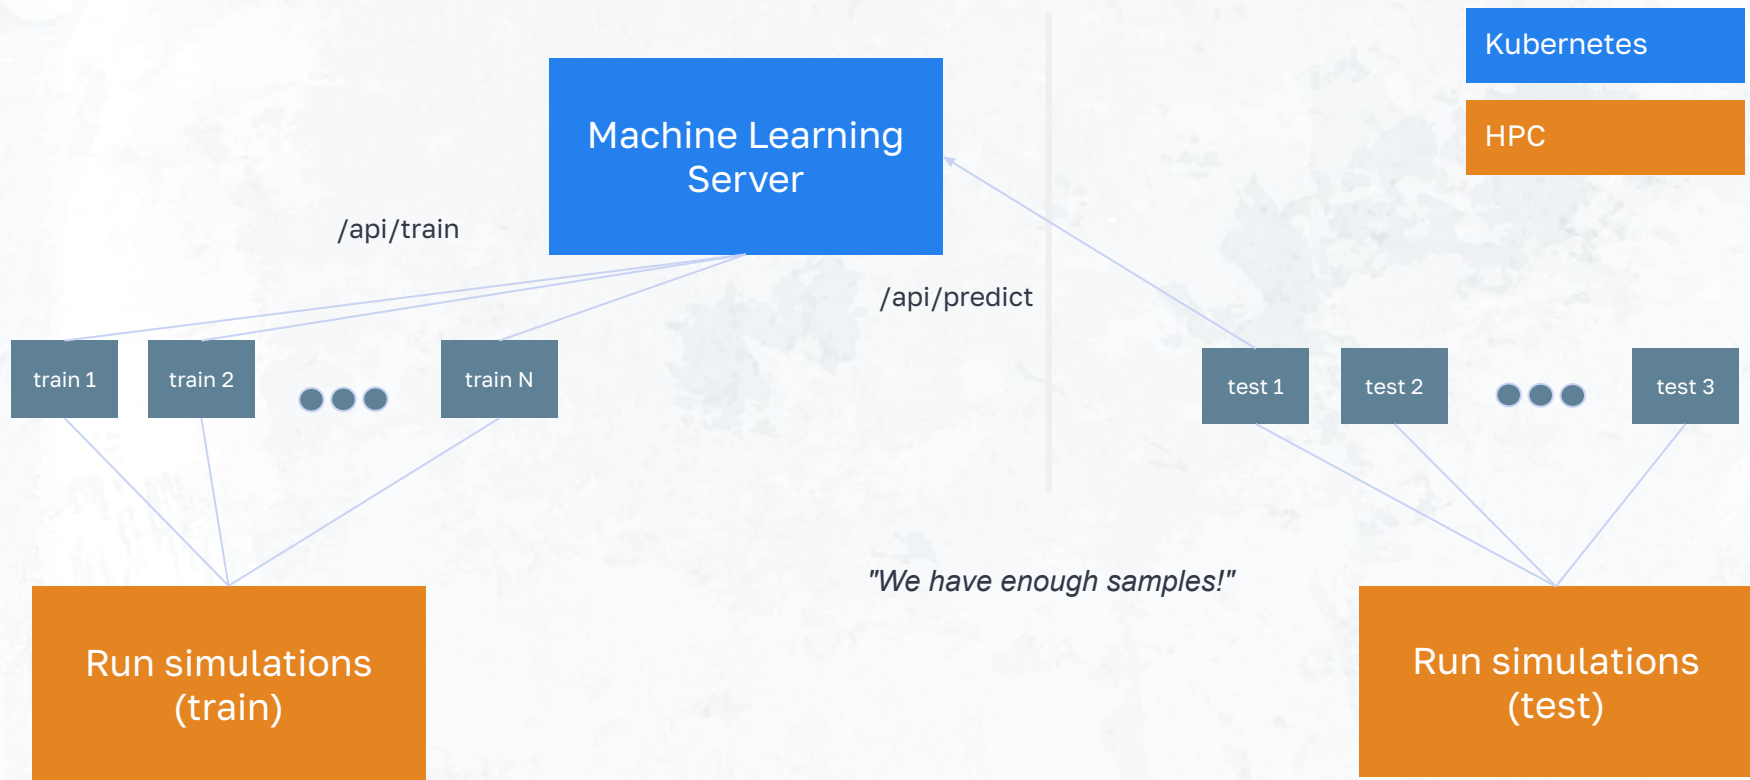 Kubernetes
HPC
Machine Learning
Server
/api/train
/api/predict
train 1
train 2
train N
test 1
test 2
test 3
"We have enough samples!"
Run simulations
(train)
Run simulations
(test)